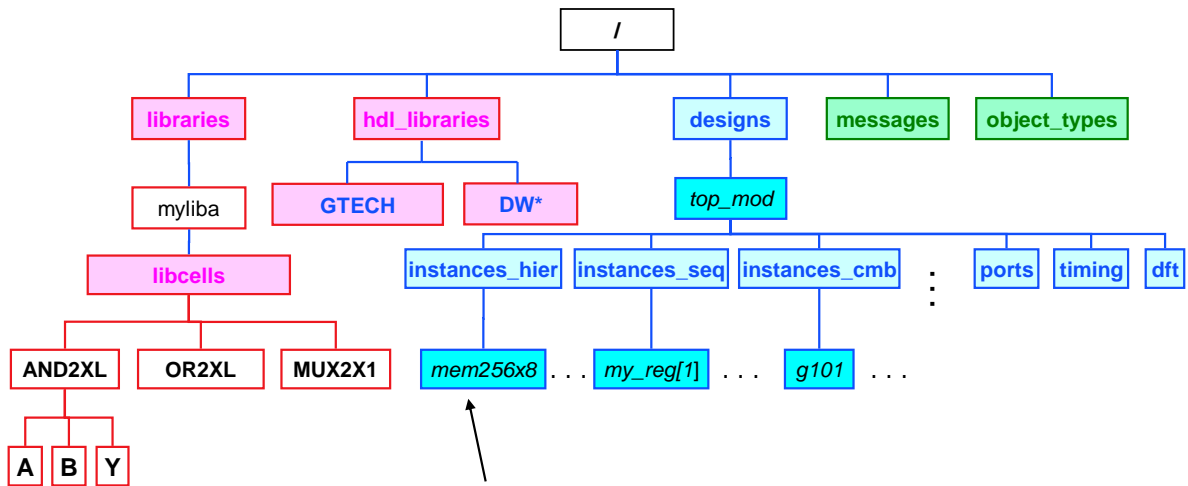 /
libraries
hdl_libraries
designs
messages
object_types
myliba
GTECH
DW*
top_mod
libcells
instances_hier
instances_seq
instances_cmb
ports
timing
dft
AND2XL
OR2XL
MUX2X1
mem256x8
. . .
my_reg[1]
. . .
g101
. . .
A
B
Y